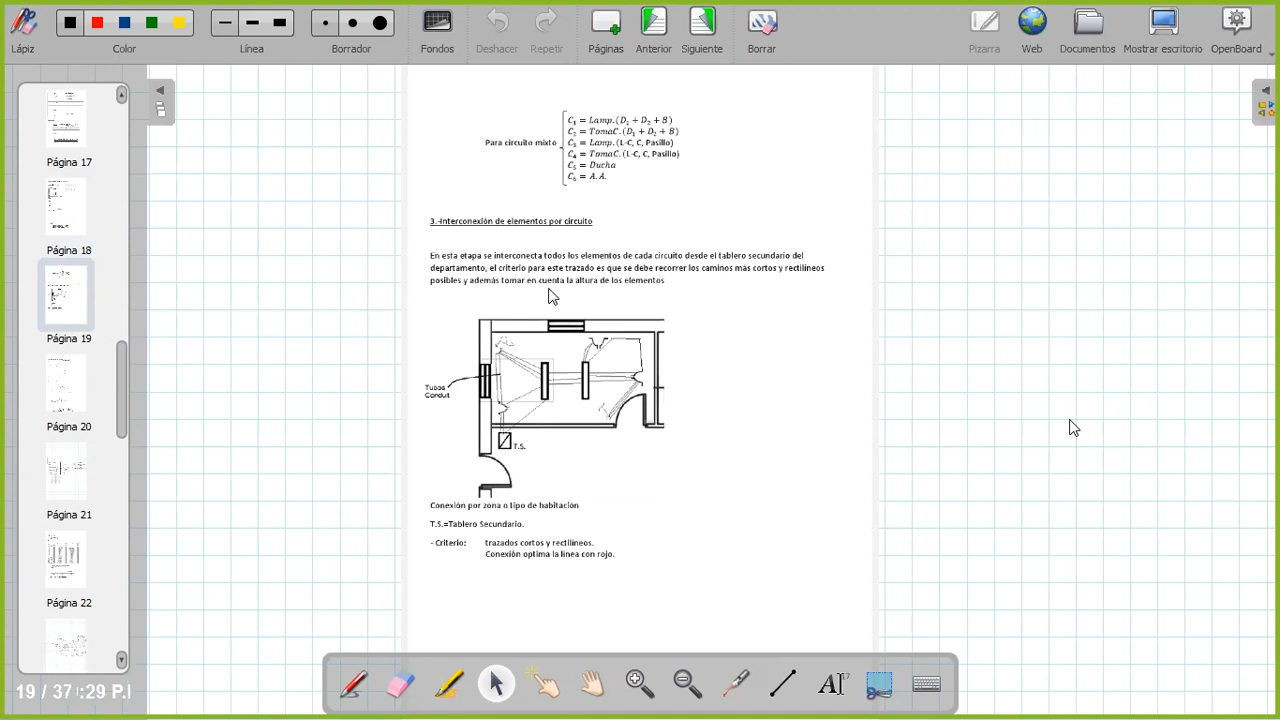 Lápiz
Color
Línea
Borrador
Fondos
Deshacer
Repetir
Páginas
Anterior
Siguiente
Borrar
Pizarra
Web
Documentos
Mostrar escritorio
OpenBoard
Página 17
Página 18
Página 19
Página 20
Página 21
Página 22
19 / 37
:29 P.I
Para circuito mixto
C₁ = Lamp.(D₁ + D₂ + B)
C₂ = TomaC.(D₁ + D₂ + B)
C₃ = Lamp.(L-C, C, Pasillo)
C₄ = TomaC.(L-C, C, Pasillo)
C₅ = Ducha
C₆ = A.A.
3.-Interconexión de elementos por circuito
En esta etapa se interconecta todos los elementos de cada circuito desde el tablero secundario del
departamento, el criterio para este trazado es que se debe recorrer los caminos más cortos y rectilíneos
posibles y además tomar en cuenta la altura de los elementos
Tubos
Conduit
T.S.
Conexión por zona o tipo de habitación
T.S.=Tablero Secundario.
- Criterio: trazados cortos y rectilíneos.
Conexión optima la línea con rojo.